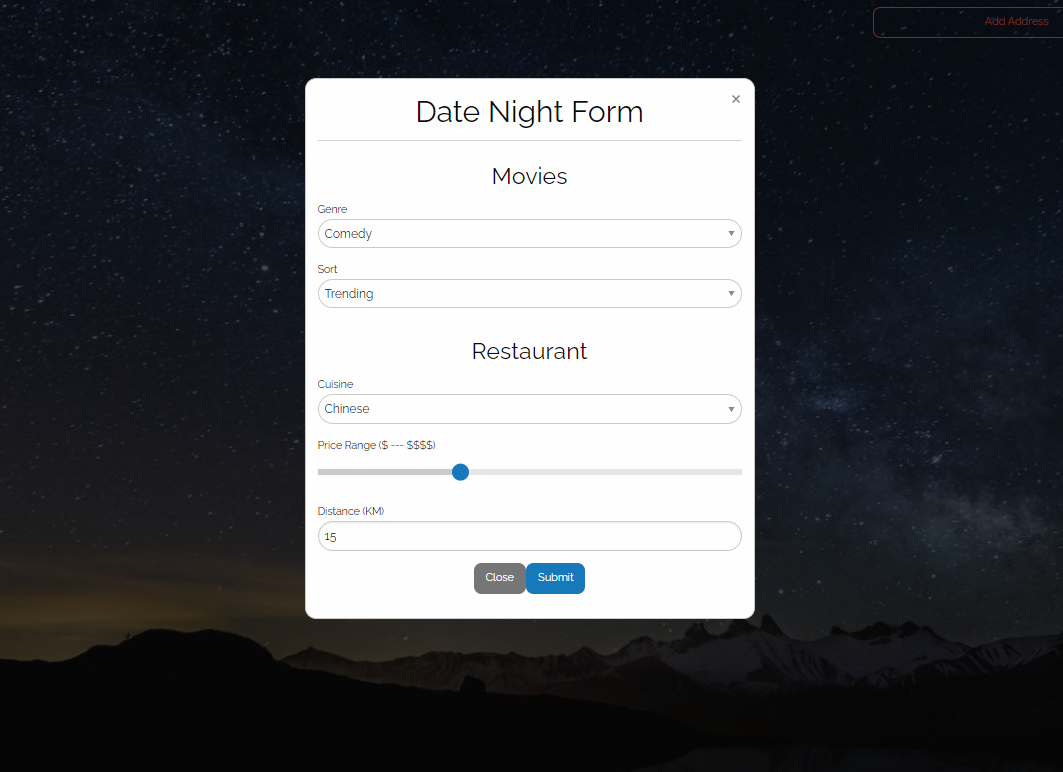 Add Address
×
Date Night Form
Movies
Genre
Comedy
Sort
Trending
Restaurant
Cuisine
Chinese
Price Range ($ --- $$$$)
Distance (KM)
15
Close Submit